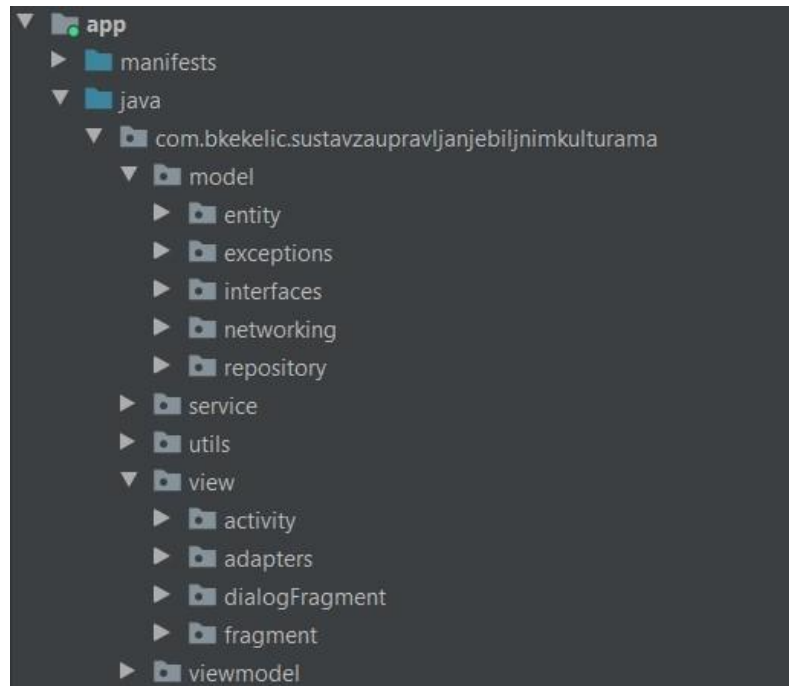 app
manifests
java
com.bkekelic.sustavzaupravljanjebiljnimkulturama
model
entity
exceptions
interfaces
networking
repository
service
utils
view
activity
adapters
dialogFragment
fragment
viewmodel